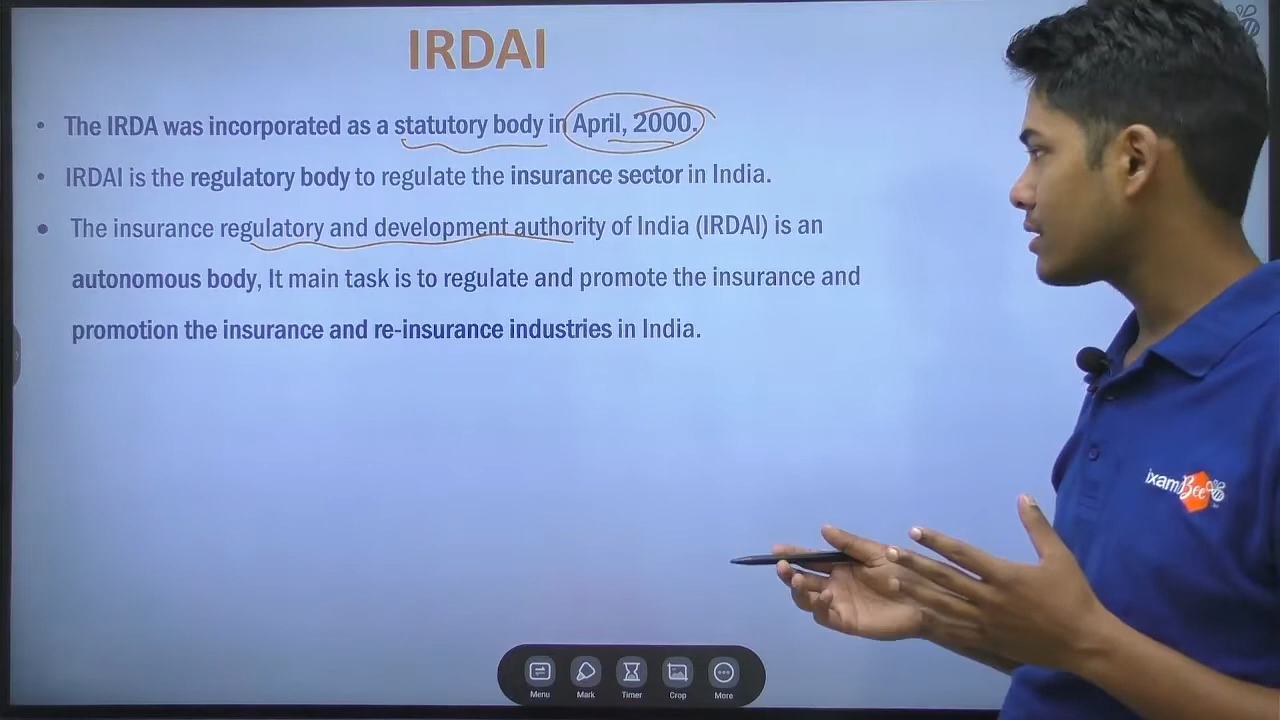 IRDAI
• The IRDA was incorporated as a statutory body in April, 2000.
• IRDAI is the regulatory body to regulate the insurance sector in India.
• The insurance regulatory and development authority of India (IRDAI) is an
autonomous body, It main task is to regulate and promote the insurance and
promotion the insurance and re-insurance industries in India.
ixamBee
Menu Mark Timer Crop More